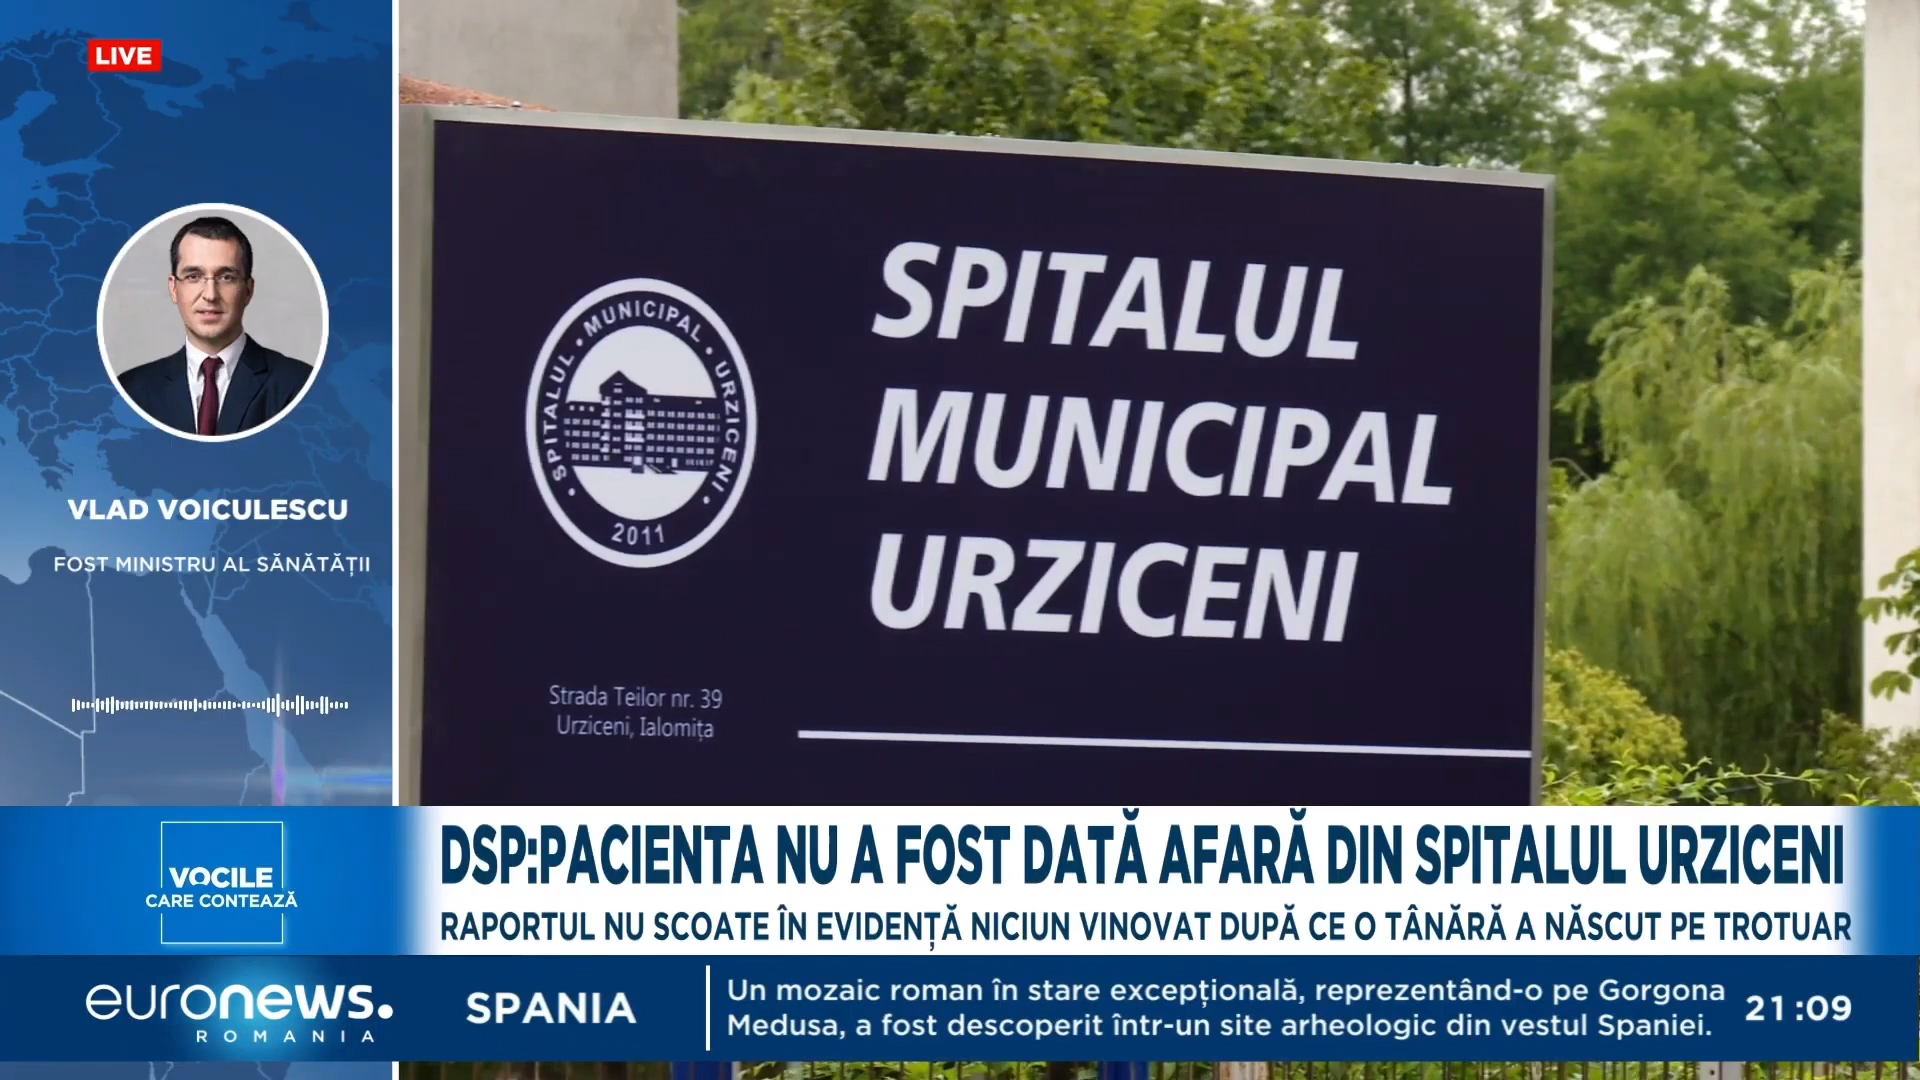 LIVE
VLAD VOICULESCU
FOST MINISTRU AL SĂNĂTĂȚII
SPITALUL MUNICIPAL URZICENI
2011
SPITALUL
MUNICIPAL
URZICENI
Strada Teilor nr. 39
Urziceni, Ialomița
VOCILE
CARE CONTEAZĂ
DSP:PACIENTA NU A FOST DATĂ AFARĂ DIN SPITALUL URZICENI
RAPORTUL NU SCOATE ÎN EVIDENȚĂ NICIUN VINOVAT DUPĂ CE O TÂNĂRĂ A NĂSCUT PE TROTUAR
euronews.
ROMANIA
SPANIA
Un mozaic roman în stare excepțională, reprezentând-o pe Gorgona
Medusa, a fost descoperit într-un site arheologic din vestul Spaniei.
21:09